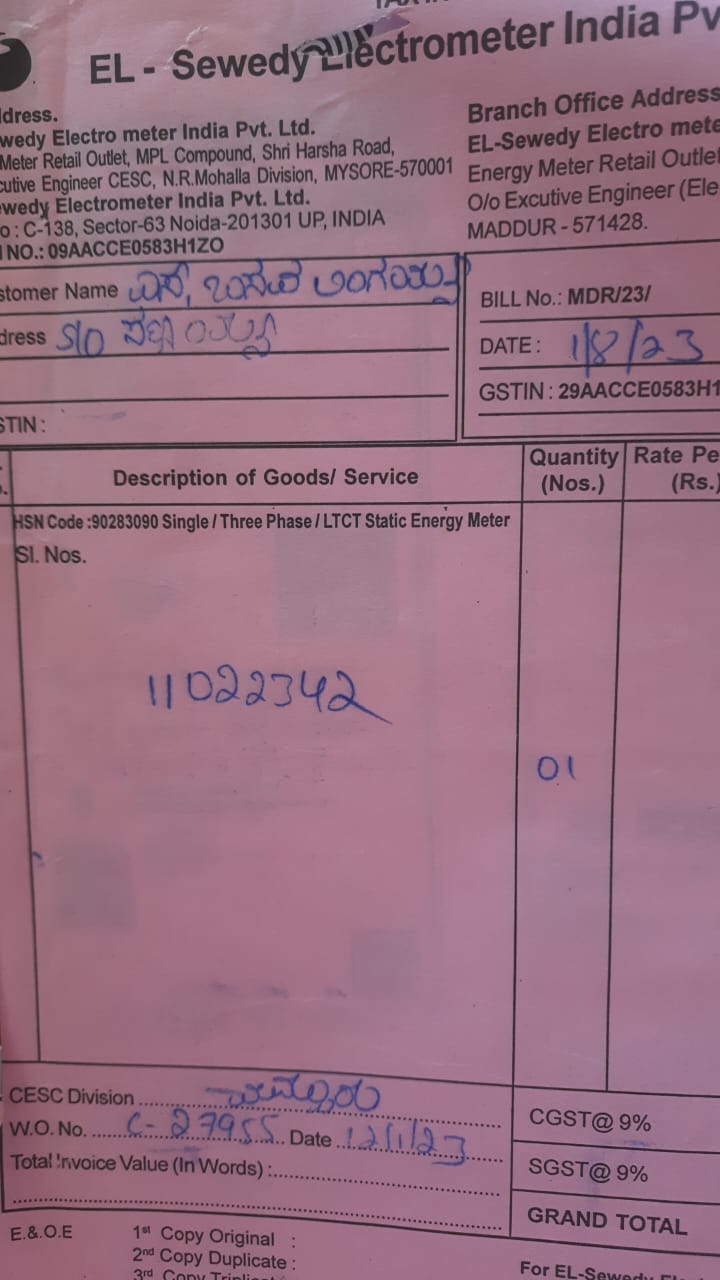 EL - Sewedy Electrometer India Pv
ddress.
wedy Electro meter India Pvt. Ltd.
Meter Retail Outlet, MPL Compound, Shri Harsha Road,
cutive Engineer CESC, N.R.Mohalla Division, MYSORE-570001
wedy Electrometer India Pvt. Ltd.
o : C-138, Sector-63 Noida-201301 UP, INDIA
NO.: 09AACCE0583H1ZO
Branch Office Address
EL-Sewedy Electro mete
Energy Meter Retail Outlet
O/o Excutive Engineer (Ele
MADDUR - 571428.
stomer Name
dress S/O
STIN :
BILL No.: MDR/23/
DATE : 1/8/23
GSTIN : 29AACCE0583H1
Description of Goods/ Service
Quantity (Nos.)
Rate Pe
(Rs.)
HSN Code :90283090 Single / Three Phase / LTCT Static Energy Meter
Sl. Nos.
11022342
01
CESC Division
W.O. No. C-27955 Date 12/1/23
Total Invoice Value (In Words) :
CGST@ 9%
SGST@ 9%
GRAND TOTAL
E.&.O.E
1st Copy Original :
2nd Copy Duplicate :
3rd Copy
For EL-Sewedy